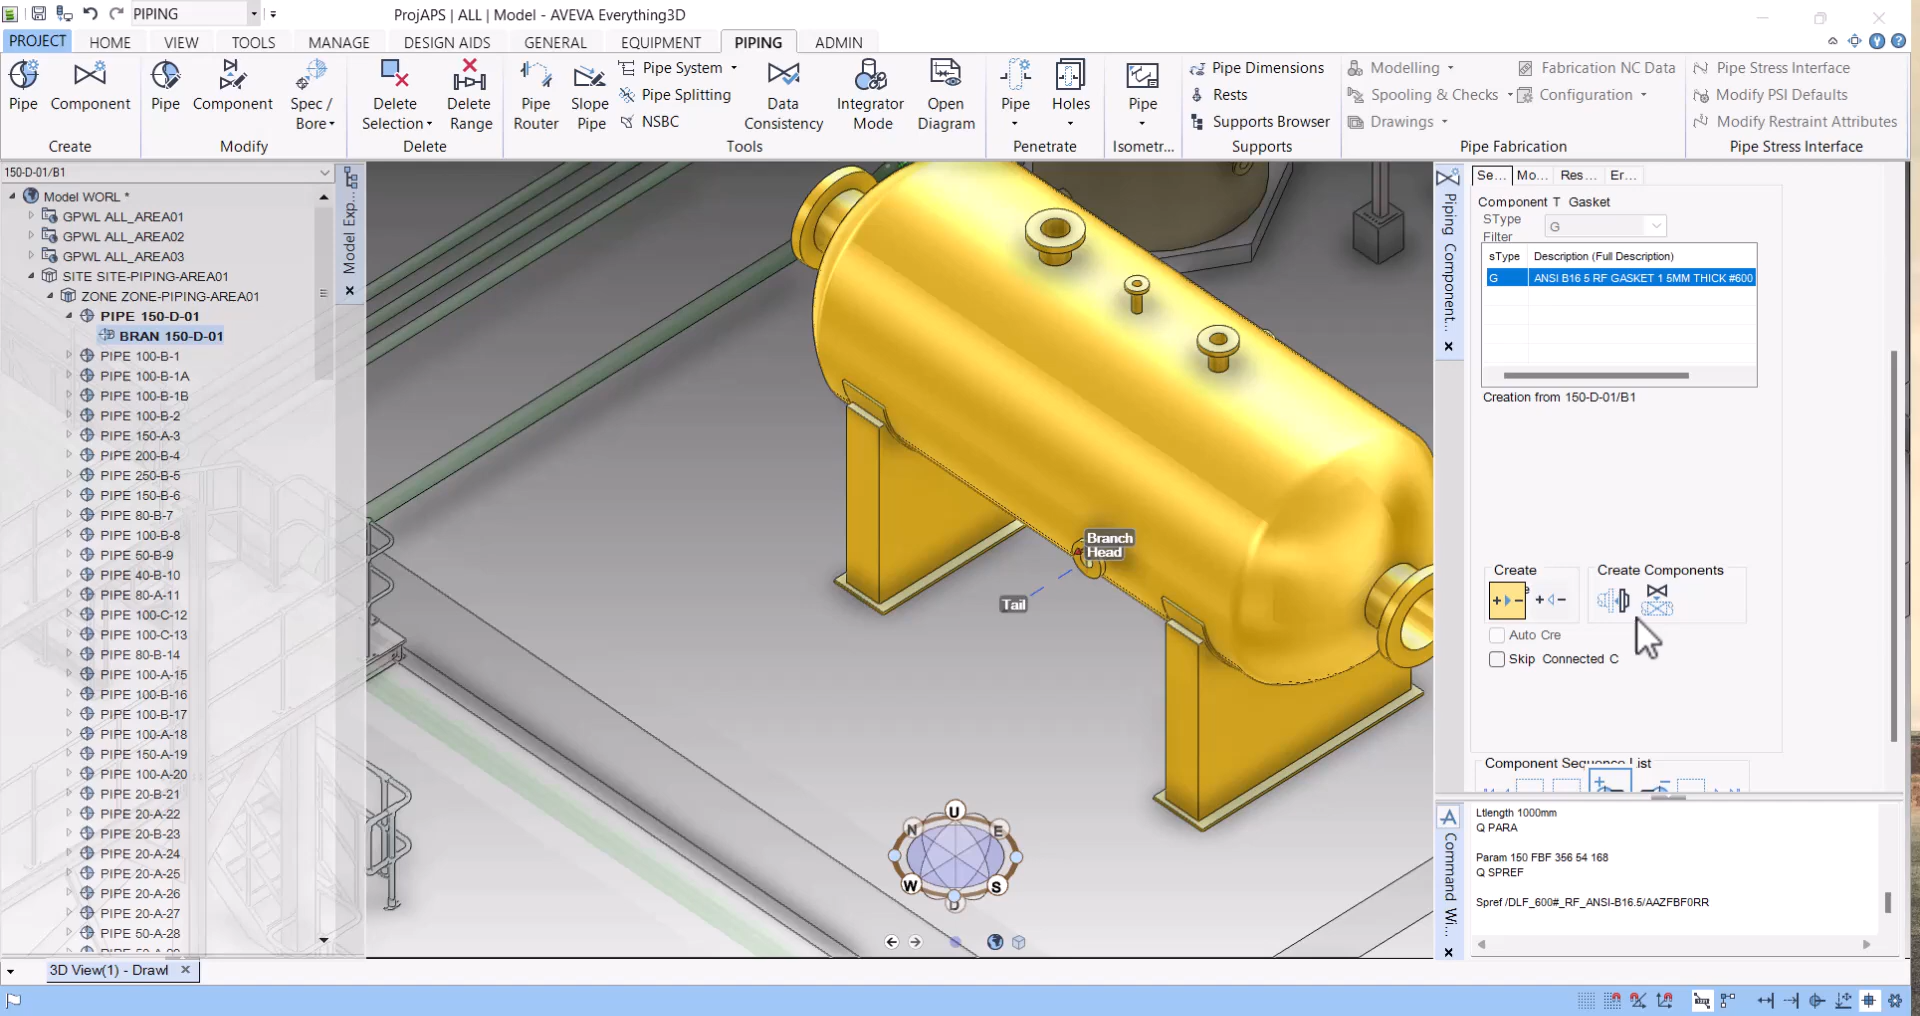 PIPING
ProjAPS | ALL | Model - AVEVA Everything3D
PROJECT
HOME
VIEW
TOOLS
MANAGE
DESIGN AIDS
GENERAL
EQUIPMENT
PIPING
ADMIN
Pipe
Component
Create
Pipe
Component
Spec /
Bore
Modify
Delete
Selection
Delete
Range
Delete
Pipe
Router
Slope
Pipe
Pipe System
Pipe Splitting
NSBC
Data
Consistency
Integrator
Mode
Open
Diagram
Tools
Pipe
Holes
Penetrate
Pipe
Isometr...
Pipe Dimensions
Rests
Supports Browser
Supports
Modelling
Spooling & Checks
Drawings
Fabrication NC Data
Configuration
Pipe Fabrication
Pipe Stress Interface
Modify PSI Defaults
Modify Restraint Attributes
Pipe Stress Interface
150-D-01/B1
Model WORL *
GPWL ALL_AREA01
GPWL ALL_AREA02
GPWL ALL_AREA03
SITE SITE-PIPING-AREA01
ZONE ZONE-PIPING-AREA01
PIPE 150-D-01
BRAN 150-D-01
PIPE 100-B-1
PIPE 100-B-1A
PIPE 100-B-1B
PIPE 100-B-2
PIPE 150-A-3
PIPE 200-B-4
PIPE 250-B-5
PIPE 150-B-6
PIPE 80-B-7
PIPE 100-B-8
PIPE 50-B-9
PIPE 40-B-10
PIPE 80-A-11
PIPE 100-C-12
PIPE 100-C-13
PIPE 80-B-14
PIPE 100-A-15
PIPE 100-B-16
PIPE 100-B-17
PIPE 100-A-18
PIPE 150-A-19
PIPE 100-A-20
PIPE 20-B-21
PIPE 20-A-22
PIPE 20-B-23
PIPE 20-A-24
PIPE 20-A-25
PIPE 20-A-26
PIPE 20-A-27
PIPE 50-A-28
Model Exp...
Branch
Head
Tail
U
N
E
W
S
D
Piping Component...
Se...
Mo...
Res...
Er...
Component T Gasket
SType
Filter
G
sType
Description (Full Description)
G
ANSI B16 5 RF GASKET 1 5MM THICK #600
Creation from 150-D-01/B1
Create
Create Components
Auto Cre
Skip Connected C
Component Sequence List
Command Wi...
Ltlength 1000mm
Q PARA
Param 150 FBF 356 54 168
Q SPREF
Spref /DLF_600#_RF_ANSI-B16.5/AAZFBF0RR
3D View(1) - Drawl